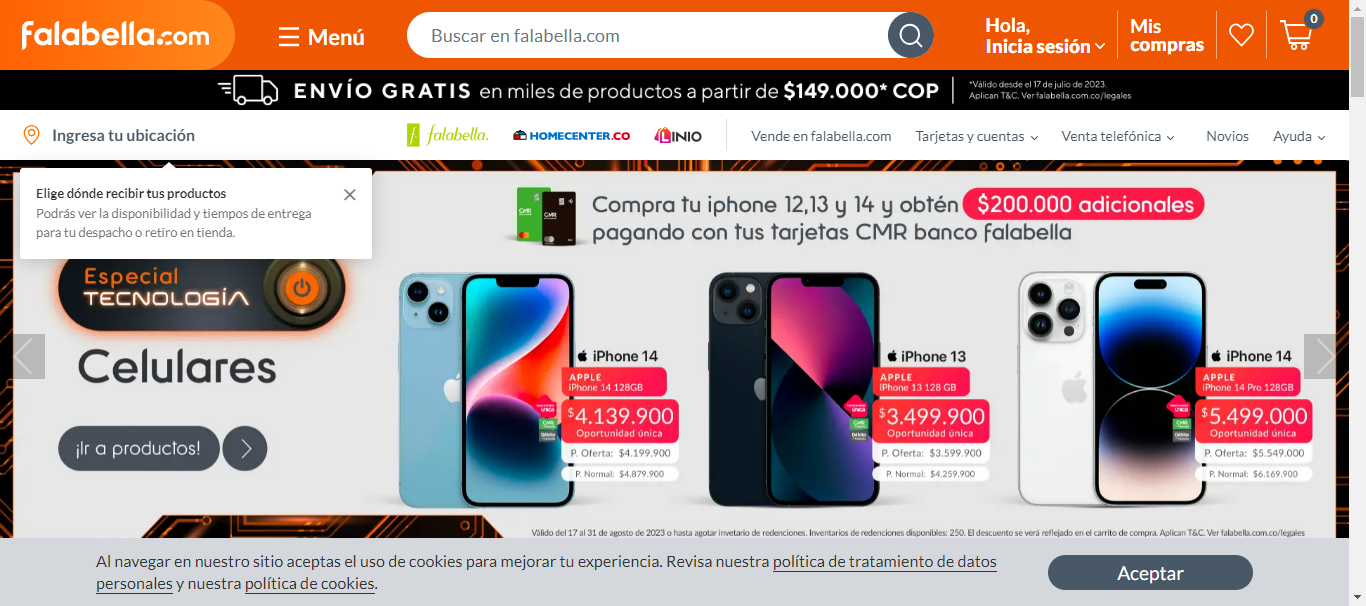 falabella.com
Menú
Buscar en falabella.com
Hola,
Inicia sesión
Mis
compras
0
ENVÍO GRATIS en miles de productos a partir de $149.000* COP
*Válido desde el 17 de julio de 2023.
Aplican T&C. Ver falabella.com.co/legales
Ingresa tu ubicación
falabella.
HOMECENTER.CO
LINIO
Vende en falabella.com
Tarjetas y cuentas
Venta telefónica
Novios
Ayuda
Elige dónde recibir tus productos
Podrás ver la disponibilidad y tiempos de entrega
para tu despacho o retiro en tienda.
Compra tu iphone 12,13 y 14 y obtén $200.000 adicionales
pagando con tus tarjetas CMR banco falabella
CMR
CMR
Especial
TECNOLOGÍA
Celulares
¡Ir a productos!
iPhone 14
APPLE
iPhone 14 128GB
$4.139.900
Oportunidad única
P. Oferta: $4.199.900
P. Normal: $4.879.900
iPhone 13
APPLE
iPhone 13 128 GB
$3.499.900
Oportunidad única
P. Oferta: $3.599.900
P. Normal: $4.259.900
iPhone 14
APPLE
iPhone 14 Pro 128GB
$5.499.000
Oportunidad única
P. Oferta: $5.549.000
P. Normal: $6.169.900
Válido del 17 al 31 de agosto de 2023 o hasta agotar invetario de redenciones. Inventarios de redenciones disponibles: 250. El descuento se verá reflejado en el carrito de compra. Aplican T&C. Ver falabella.com.co/legales
Al navegar en nuestro sitio aceptas el uso de cookies para mejorar tu experiencia. Revisa nuestra política de tratamiento de datos
personales y nuestra política de cookies.
Aceptar